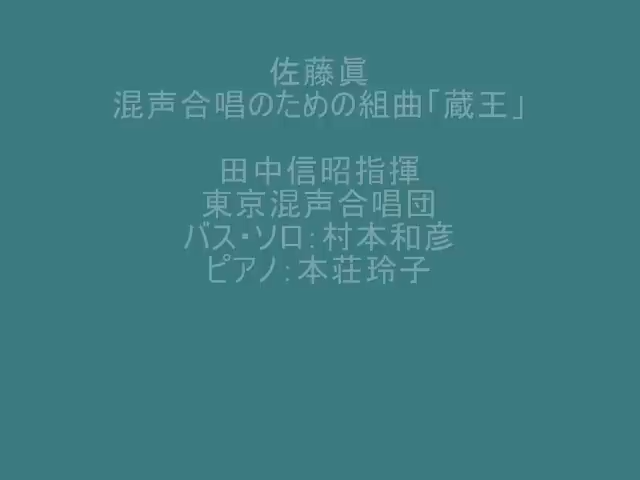 佐藤眞
混声合唱のための組曲「蔵王」
田中信昭指揮
東京混声合唱団
バス・ソロ：村本和彦
ピアノ：本荘玲子